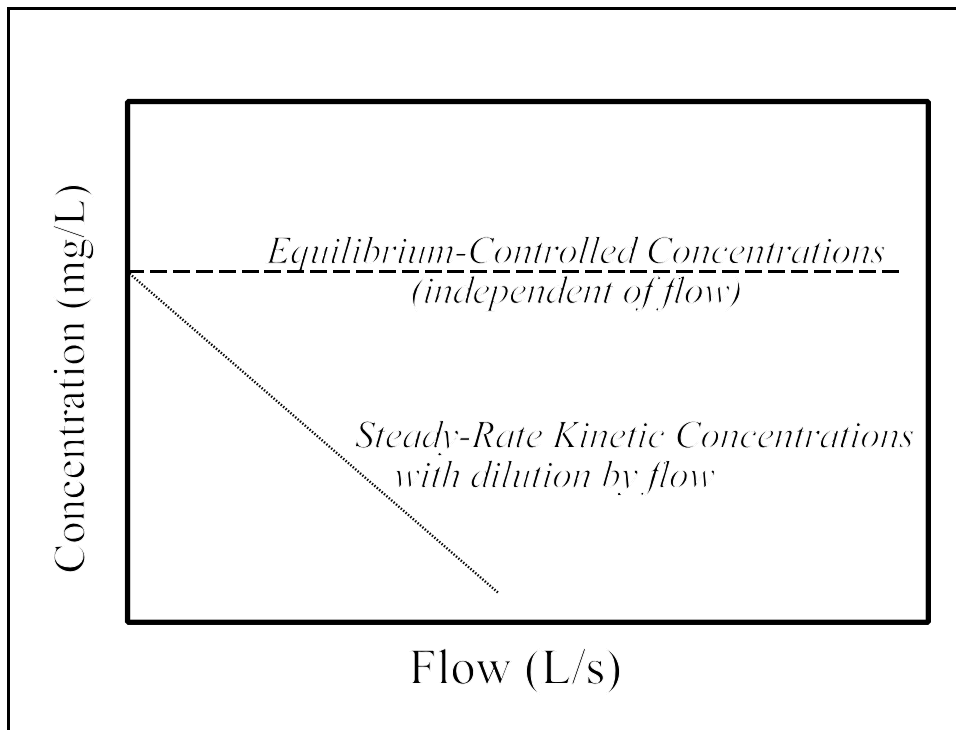 Equilibrium-Controlled Concentrations
(independent of flow)
Concentration (mg/L)
Steady-Rate Kinetic Concentrations
with dilution by flow
Flow (L/s)